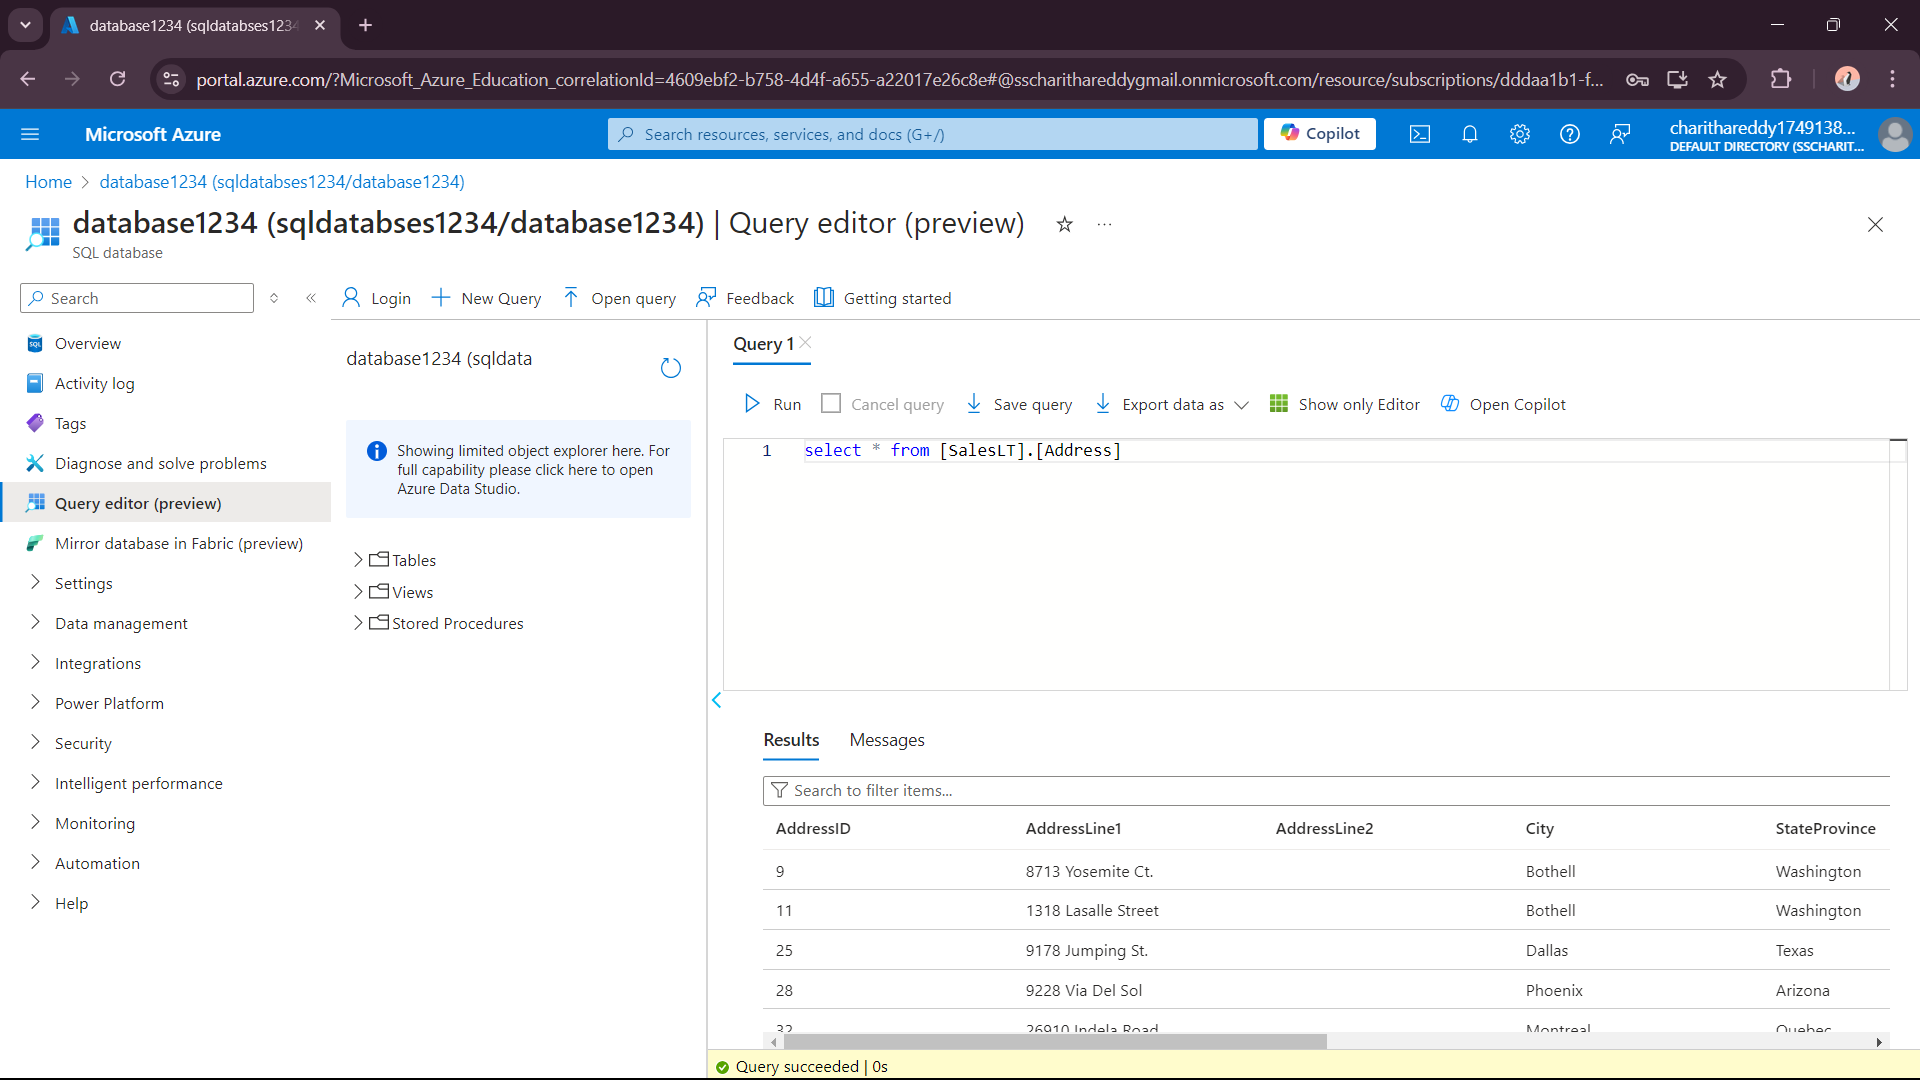 database1234 (sqldatabses1234
portal.azure.com/?Microsoft_Azure_Education_correlationId=4609ebf2-b758-4d4f-a655-a22017e26c8e#@sscharithareddygmail.onmicrosoft.com/resource/subscriptions/dddaa1b1-f...
Microsoft Azure
Search resources, services, and docs (G+/)
Copilot
charithareddy1749138...
DEFAULT DIRECTORY (SSCHARIT...
Home > database1234 (sqldatabses1234/database1234)
database1234 (sqldatabses1234/database1234) | Query editor (preview)
SQL database
Search
Login
New Query
Open query
Feedback
Getting started
Overview
Activity log
Tags
Diagnose and solve problems
Query editor (preview)
Mirror database in Fabric (preview)
Settings
Data management
Integrations
Power Platform
Security
Intelligent performance
Monitoring
Automation
Help
database1234 (sqldata
Showing limited object explorer here. For
full capability please click here to open
Azure Data Studio.
Tables
Views
Stored Procedures
Query 1
Run
Cancel query
Save query
Export data as
Show only Editor
Open Copilot
1 select * from [SalesLT].[Address]
Results Messages
Search to filter items...
AddressID AddressLine1 AddressLine2 City StateProvince
9 8713 Yosemite Ct. Bothell Washington
11 1318 Lasalle Street Bothell Washington
25 9178 Jumping St. Dallas Texas
28 9228 Via Del Sol Phoenix Arizona
32 26910 Indela Road Montreal Quebec
Query succeeded | 0s